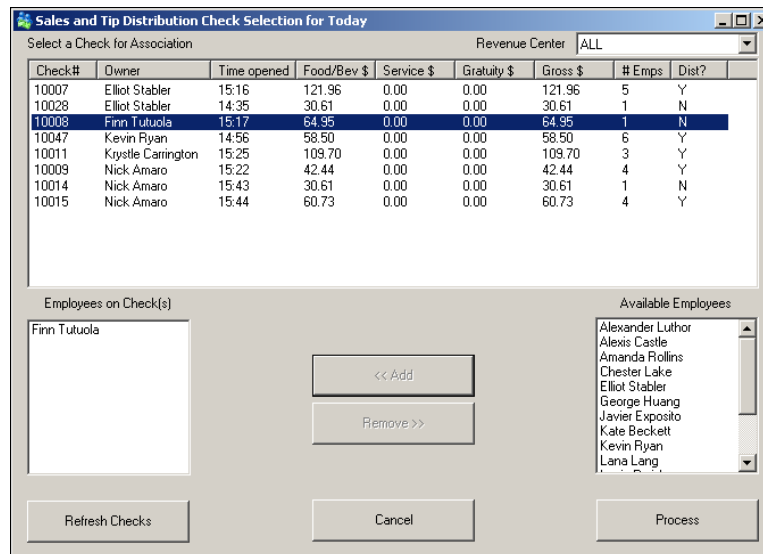 Sales and Tip Distribution Check Selection for Today
Select a Check for Association Revenue Center ALL
Check# Owner Time opened Food/Bev $ Service $ Gratuity $ Gross $ # Emps Dist?
10007 Elliot Stabler 15:16 121.96 0.00 0.00 121.96 5 Y
10028 Elliot Stabler 14:35 30.61 0.00 0.00 30.61 1 N
10008 Finn Tutuola 15:17 64.95 0.00 0.00 64.95 1 N
10047 Kevin Ryan 14:56 58.50 0.00 0.00 58.50 6 Y
10011 Krystle Carrington 15:25 109.70 0.00 0.00 109.70 3 Y
10009 Nick Amaro 15:22 42.44 0.00 0.00 42.44 4 Y
10014 Nick Amaro 15:43 30.61 0.00 0.00 30.61 1 N
10015 Nick Amaro 15:44 60.73 0.00 0.00 60.73 4 Y
Employees on Check(s)
Finn Tutuola
<< Add
Remove >>
Available Employees
Alexander Luthor
Alexis Castle
Amanda Rollins
Chester Lake
Elliot Stabler
George Huang
Javier Exposito
Kate Beckett
Kevin Ryan
Lana Lang
Refresh Checks Cancel Process